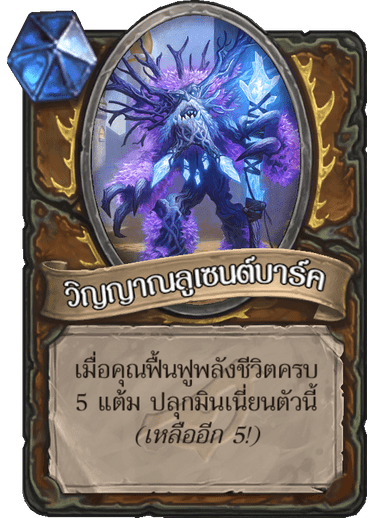 วิญญาณลูเซนต์บาร์ค
เมื่อคุณฟื้นฟูพลังชีวิตครบ
5 แต้ม ปลุกมินเนี่ยนตัวนี้
(เหลืออีก 5!)